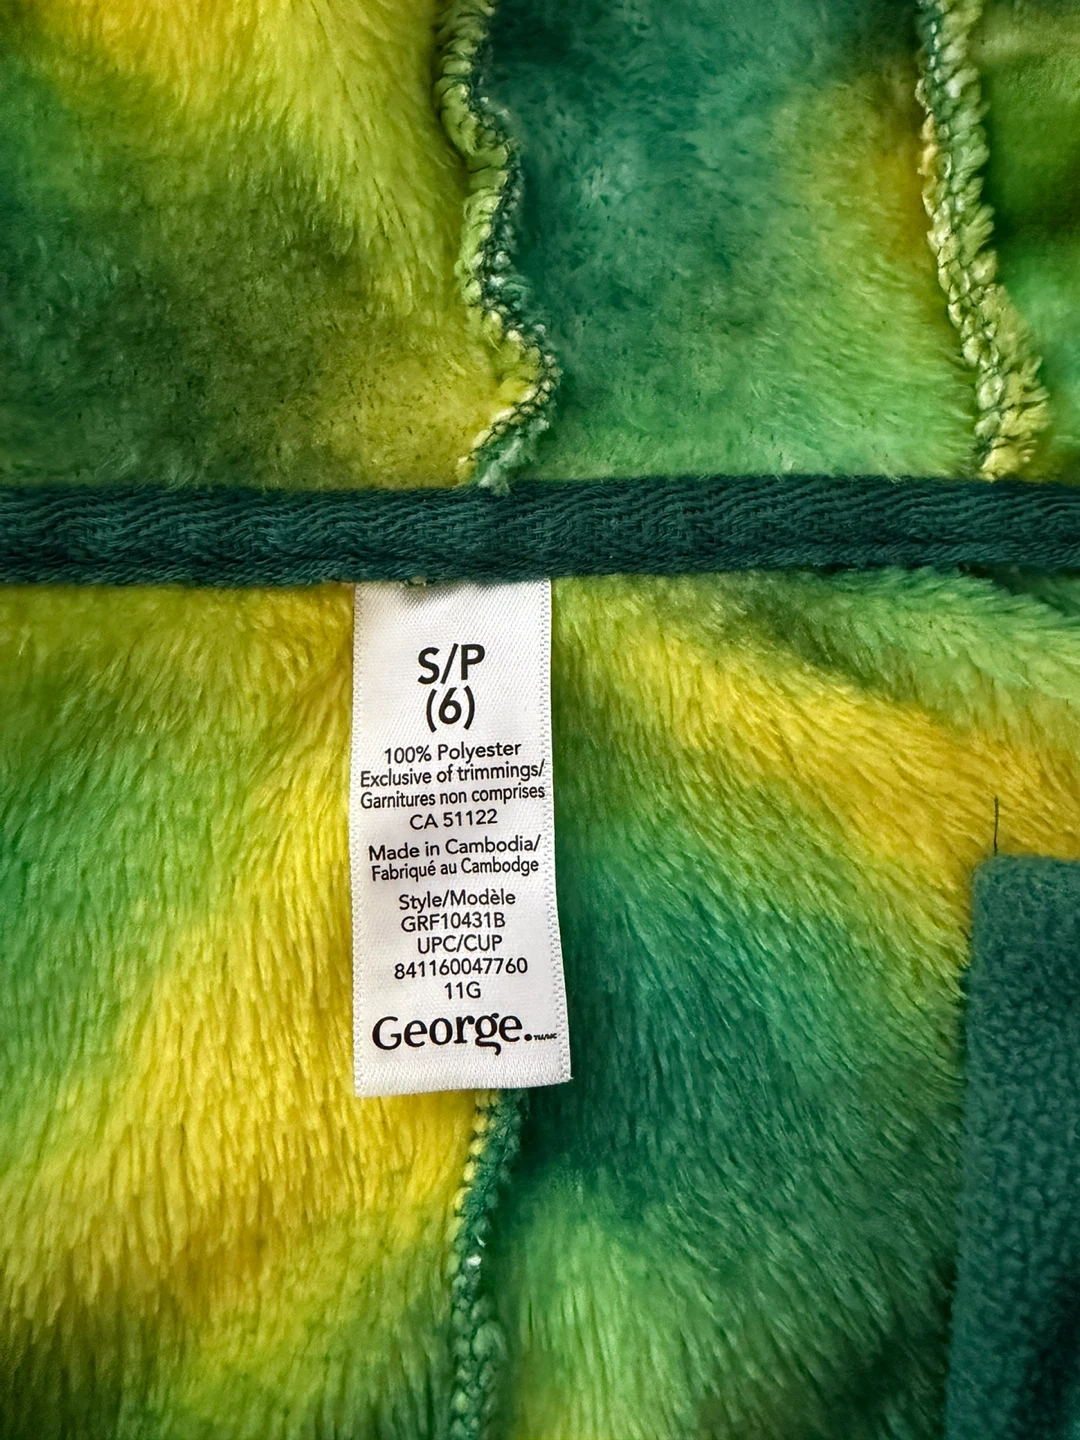 S/P
(6)
100% Polyester
Exclusive of trimmings/
Garnitures non comprises
CA 51122
Made in Cambodia/
Fabriqué au Cambodge
Style/Modèle
GRF10431B
UPC/CUP
841160047760
11G
George.